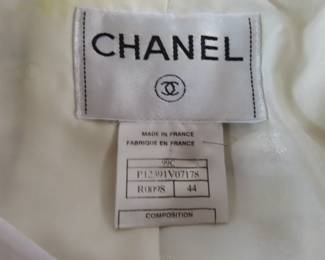 CHANEL
MADE IN FRANCE
FABRIQUE EN FRANCE
99C
P12391V07178
R0098 44
COMPOSITION